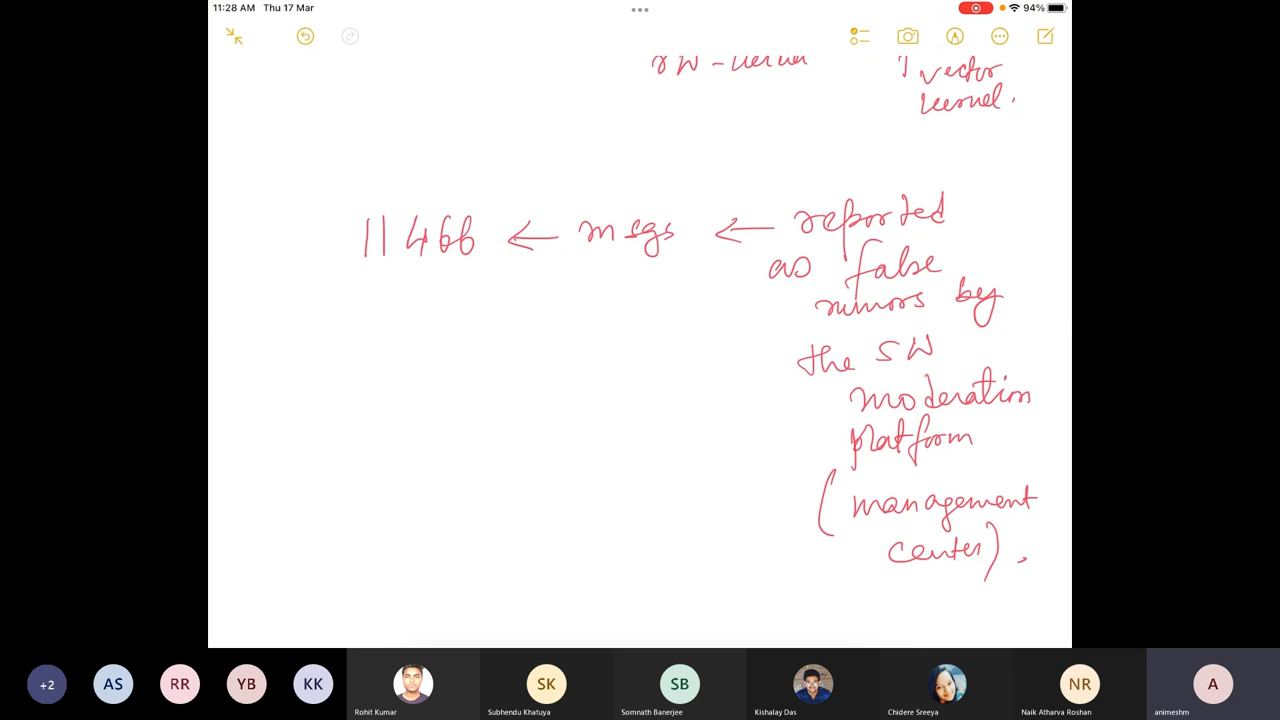 11:28 AM Thu 17 Mar
94%
RW - kernel
vector
kernel.
11466 ← msgs ← reported
as false
rumors by
the SW
moderation
platform
(management
center).
+2
AS
RR
YB
KK
SK
SB
NR
A
Rohit Kumar
Subhendu Khatuya
Somnath Banerjee
Kishalay Das
Chidere Sreeya
Naik Atharva Roshan
animeshm